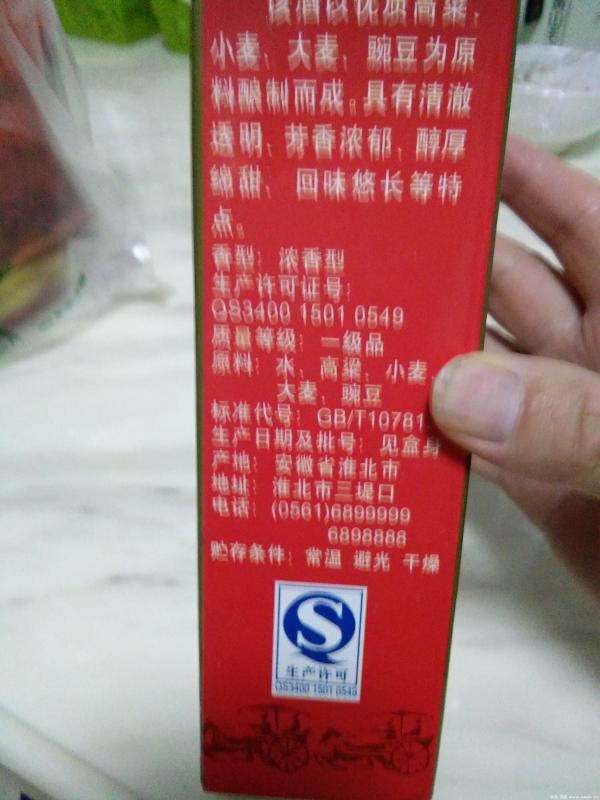 该酒以优质高粱、
小麦、大麦、豌豆为原
料酿制而成。具有清澈
透明、芳香浓郁、醇厚
绵甜、回味悠长等特
点。
香型：浓香型
生产许可证号：
QS3400 1501 0549
质量等级：一级品
原料：水、高粱、小麦、
大麦、豌豆
标准代号：GB/T10781
生产日期及批号：见盒身
产地：安徽省淮北市
地址：淮北市三堤口
电话：(0561)6899999
6898888
贮存条件：常温 避光 干燥
S
生产许可
QS3400 1501 0549